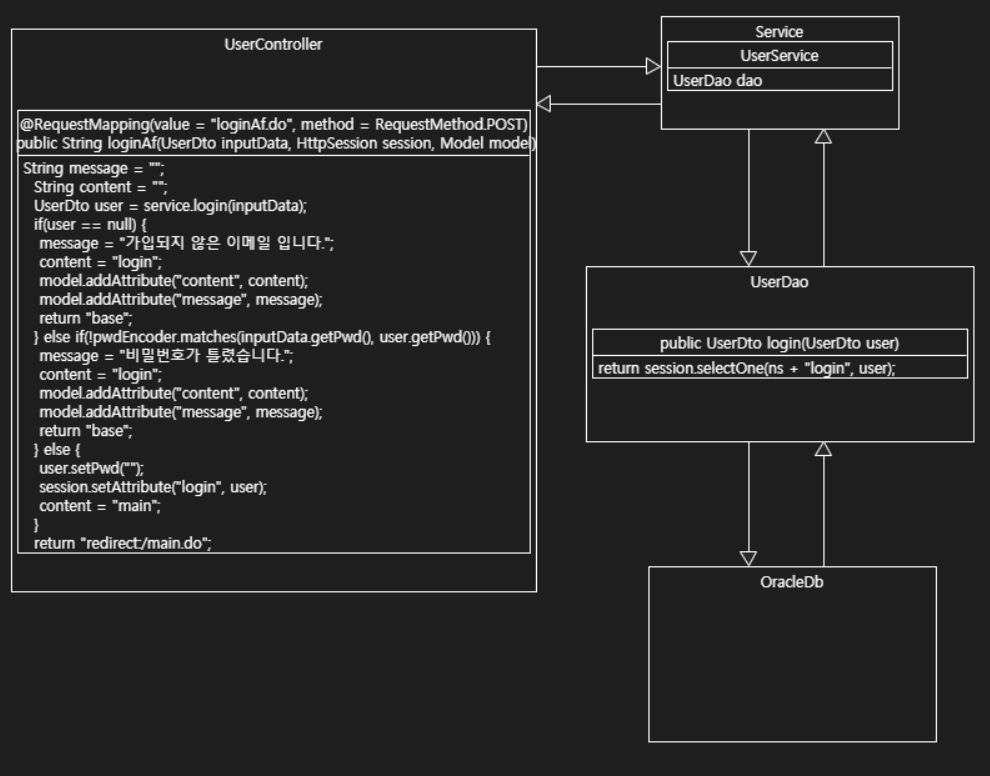 UserController
@RequestMapping(value = "loginAf.do", method = RequestMethod.POST)
public String loginAf(UserDto inputData, HttpSession session, Model model)
String message = "";
String content = "";
UserDto user = service.login(inputData);
if(user == null) {
message = "가입되지 않은 이메일 입니다.";
content = "login";
model.addAttribute("content", content);
model.addAttribute("message", message);
return "base";
} else if(!pwdEncoder.matches(inputData.getPwd(), user.getPwd())) {
message = "비밀번호가 틀렸습니다.";
content = "login";
model.addAttribute("content", content);
model.addAttribute("message", message);
return "base";
} else {
user.setPwd("");
session.setAttribute("login", user);
content = "main";
}
return "redirect:/main.do";
Service
UserService
UserDao dao
UserDao
public UserDto login(UserDto user)
return session.selectOne(ns + "login", user);
OracleDb